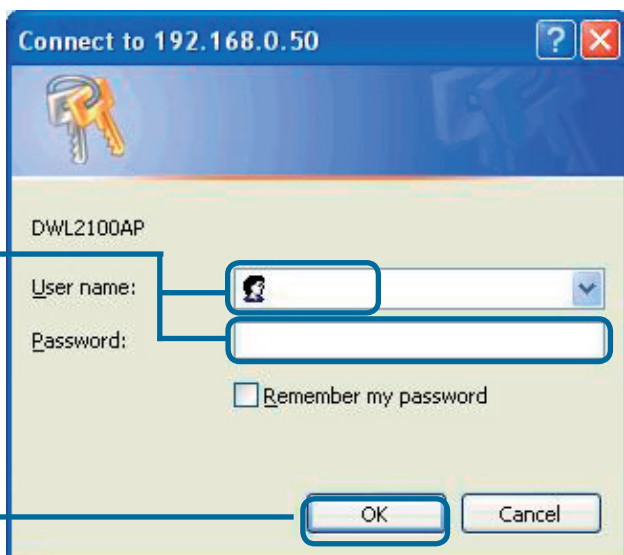 Connect to 192.168.0.50
DWL2100AP
User name:
Password:
Remember my password
OK
Cancel